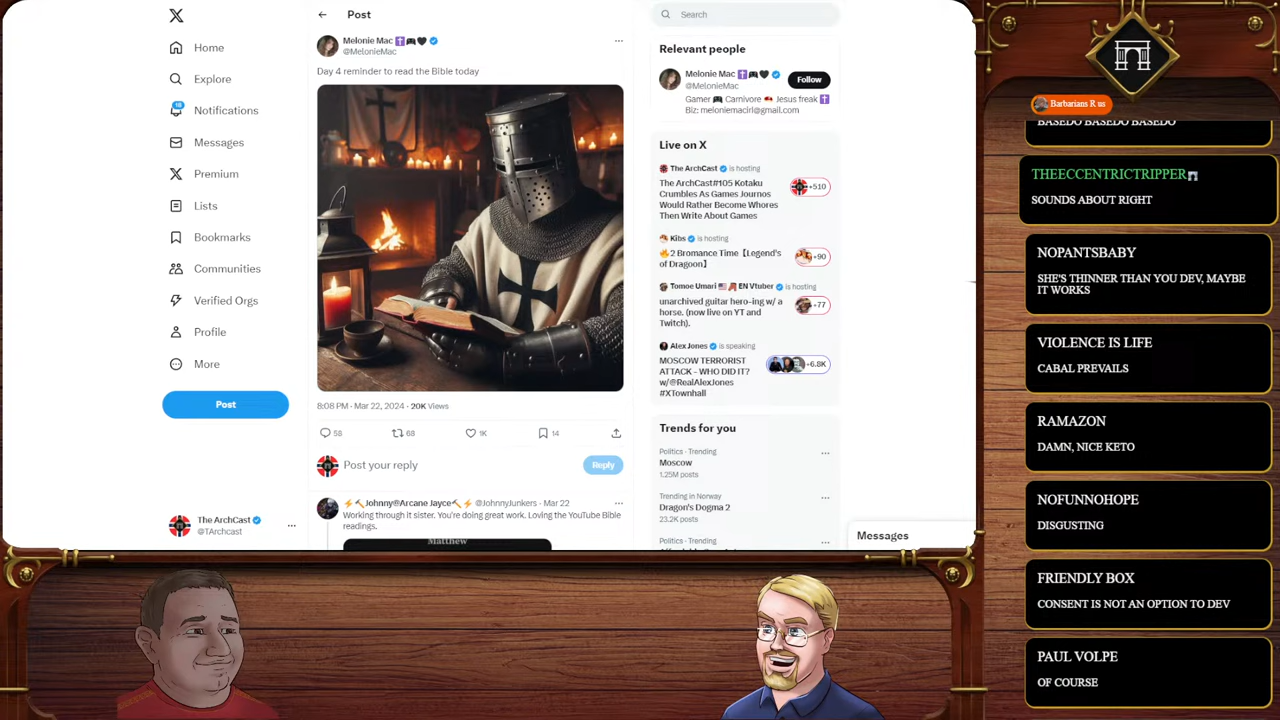 Home
Explore
16
Notifications
Messages
Premium
Lists
Bookmarks
Communities
Verified Orgs
Profile
More
Post
The ArchCast
@TArchcast
Post
Melonie Mac
@MelonieMac
Day 4 reminder to read the Bible today
8:08 PM · Mar 22, 2024 · 20K Views
58
68
1K
14
Post your reply
Reply
Johnny@Arcane Jayce @JohnnyJunkers · Mar 22
Working through it sister. You're doing great work. Loving the YouTube Bible
readings.
Matthew
Search
Relevant people
Melonie Mac
@MelonieMac
Follow
Gamer Carnivore Jesus freak
Biz: meloniemacirl@gmail.com
Live on X
The ArchCast is hosting
The ArchCast#105 Kotaku
Crumbles As Games Journos
Would Rather Become Whores
Then Write About Games
+510
Kibs is hosting
2 Bromance Time【Legend's
of Dragoon】
+90
Tomoe Umari EN Vtuber is hosting
unarchived guitar hero-ing w/ a
horse. (now live on YT and
Twitch).
+77
Alex Jones is speaking
MOSCOW TERRORIST
ATTACK - WHO DID IT?
w/@RealAlexJones
#XTownhall
+6.8K
Trends for you
Politics · Trending
Moscow
1.25M posts
Trending in Norway
Dragon's Dogma 2
23.2K posts
Politics · Trending
Messages
Barbarians R us
BASEDO BASEDO BASEDO
THEECCENTRICTRIPPER
SOUNDS ABOUT RIGHT
NOPANTSBABY
SHE'S THINNER THAN YOU DEV, MAYBE
IT WORKS
VIOLENCE IS LIFE
CABAL PREVAILS
RAMAZON
DAMN, NICE KETO
NOFUNNOHOPE
DISGUSTING
FRIENDLY BOX
CONSENT IS NOT AN OPTION TO DEV
PAUL VOLPE
OF COURSE